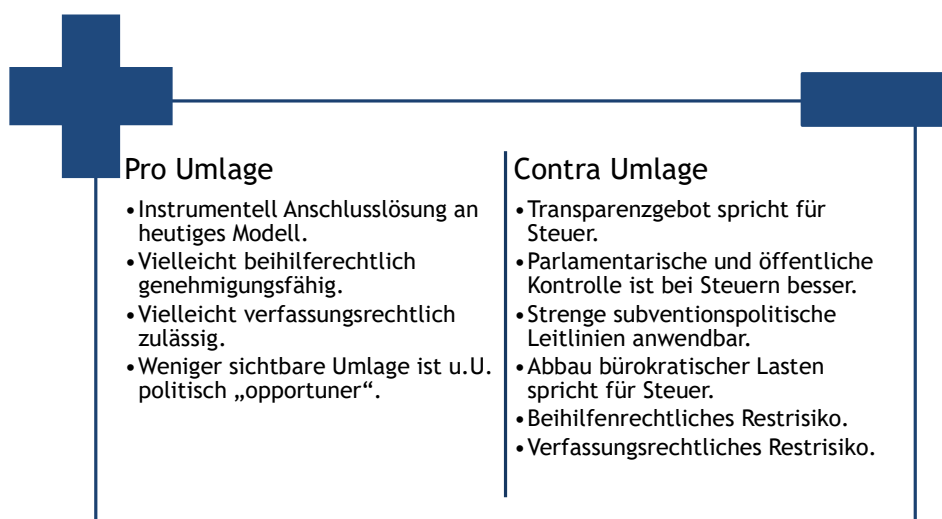 Pro Umlage
•Instrumentell Anschlusslösung an
heutiges Modell.
•Vielleicht beihilferechtlich
genehmigungsfähig.
•Vielleicht verfassungsrechtlich
zulässig.
•Weniger sichtbare Umlage ist u.U.
politisch „opportuner“.
Contra Umlage
•Transparenzgebot spricht für
Steuer.
•Parlamentarische und öffentliche
Kontrolle ist bei Steuern besser.
•Strenge subventionspolitische
Leitlinien anwendbar.
•Abbau bürokratischer Lasten
spricht für Steuer.
•Beihilfenrechtliches Restrisiko.
•Verfassungsrechtliches Restrisiko.